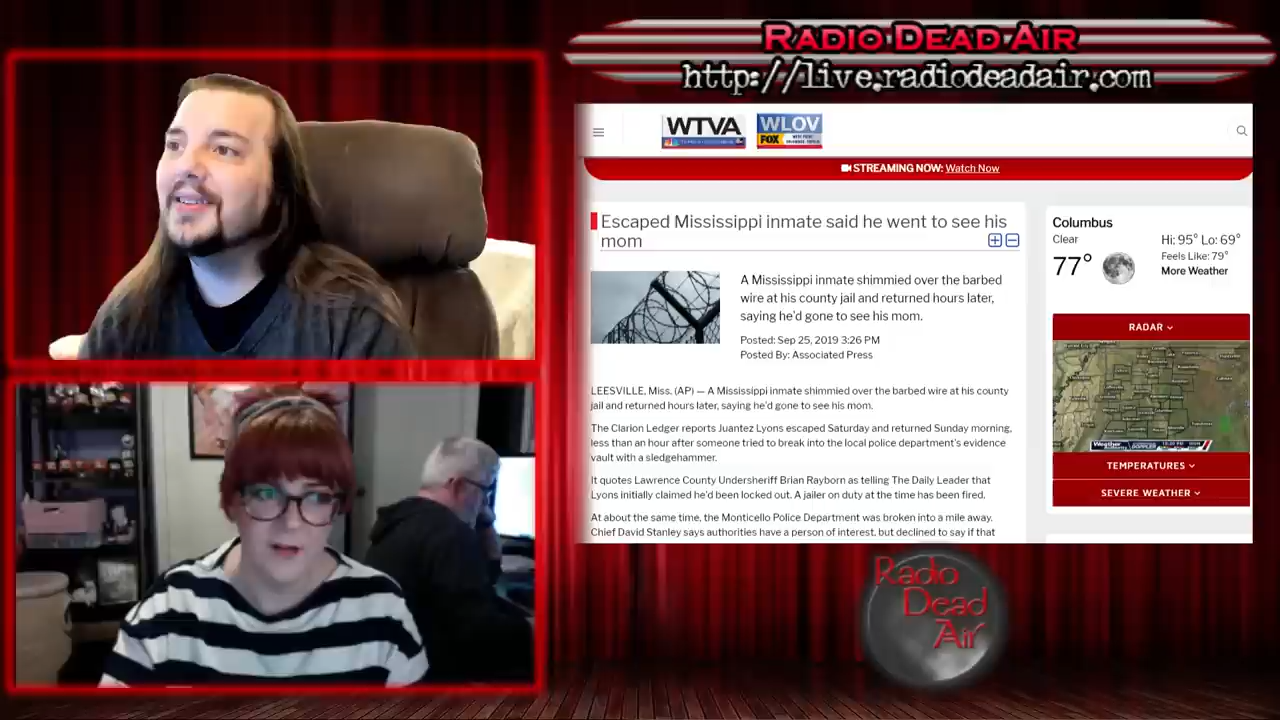 Radio Dead Air
http://live.radiodeadair.com
WTVA
WLOV
FOX
STREAMING NOW: Watch Now
Escaped Mississippi inmate said he went to see his
mom
A Mississippi inmate shimmied over the barbed
wire at his county jail and returned hours later,
saying he'd gone to see his mom.
Posted: Sep 25, 2019 3:26 PM
Posted By: Associated Press
LEESVILLE, Miss. (AP) — A Mississippi inmate shimmied over the barbed wire at his county
jail and returned hours later, saying he'd gone to see his mom.
The Clarion Ledger reports Juantez Lyons escaped Saturday and returned Sunday morning,
less than an hour after someone tried to break into the local police department's evidence
vault with a sledgehammer.
It quotes Lawrence County Undersheriff Brian Rayborn as telling The Daily Leader that
Lyons initially claimed he'd been locked out. A jailer on duty at the time has been fired.
At about the same time, the Monticello Police Department was broken into a mile away.
Chief David Stanley says authorities have a person of interest, but declined to say if that
Columbus
Clear
77°
Hi: 95° Lo: 69°
Feels Like: 79°
More Weather
RADAR
Weather
TEMPERATURES
SEVERE WEATHER
Radio
Dead
Air